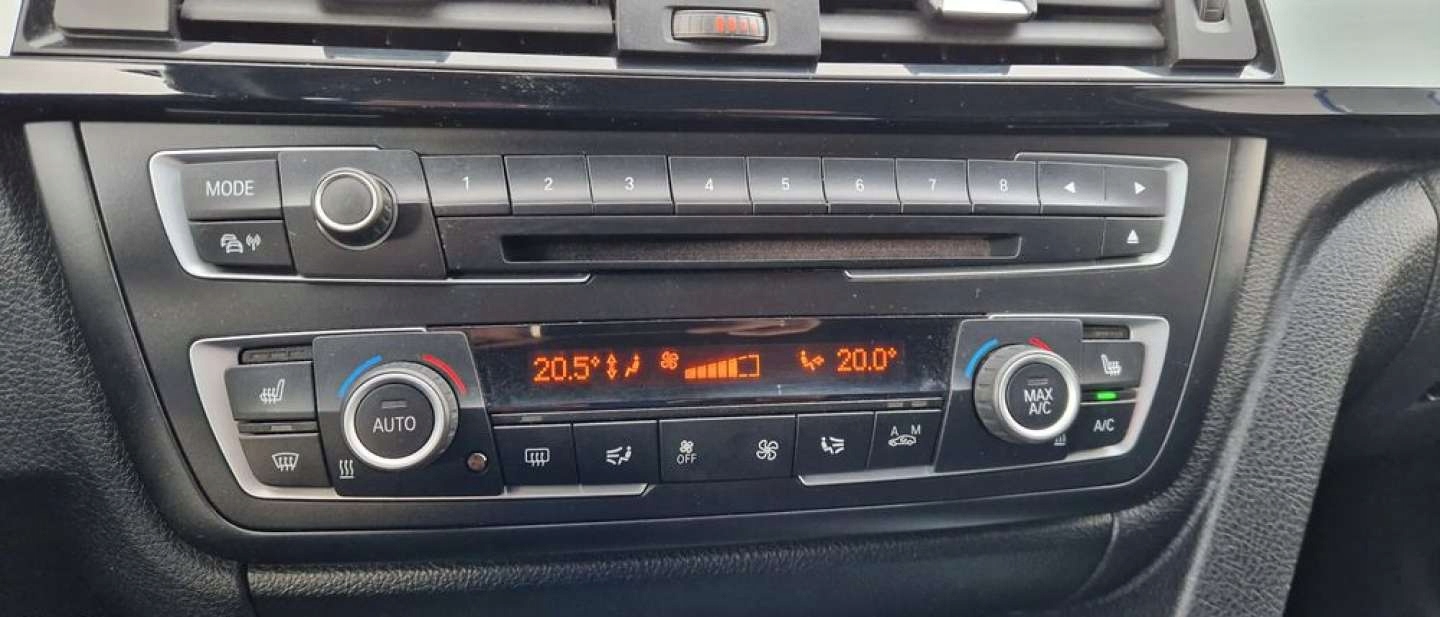 MODE 1 2 3 4 5 6 7 8
20.5° 20.0°
AUTO
MAX
A/C
A/C
OFF
A M